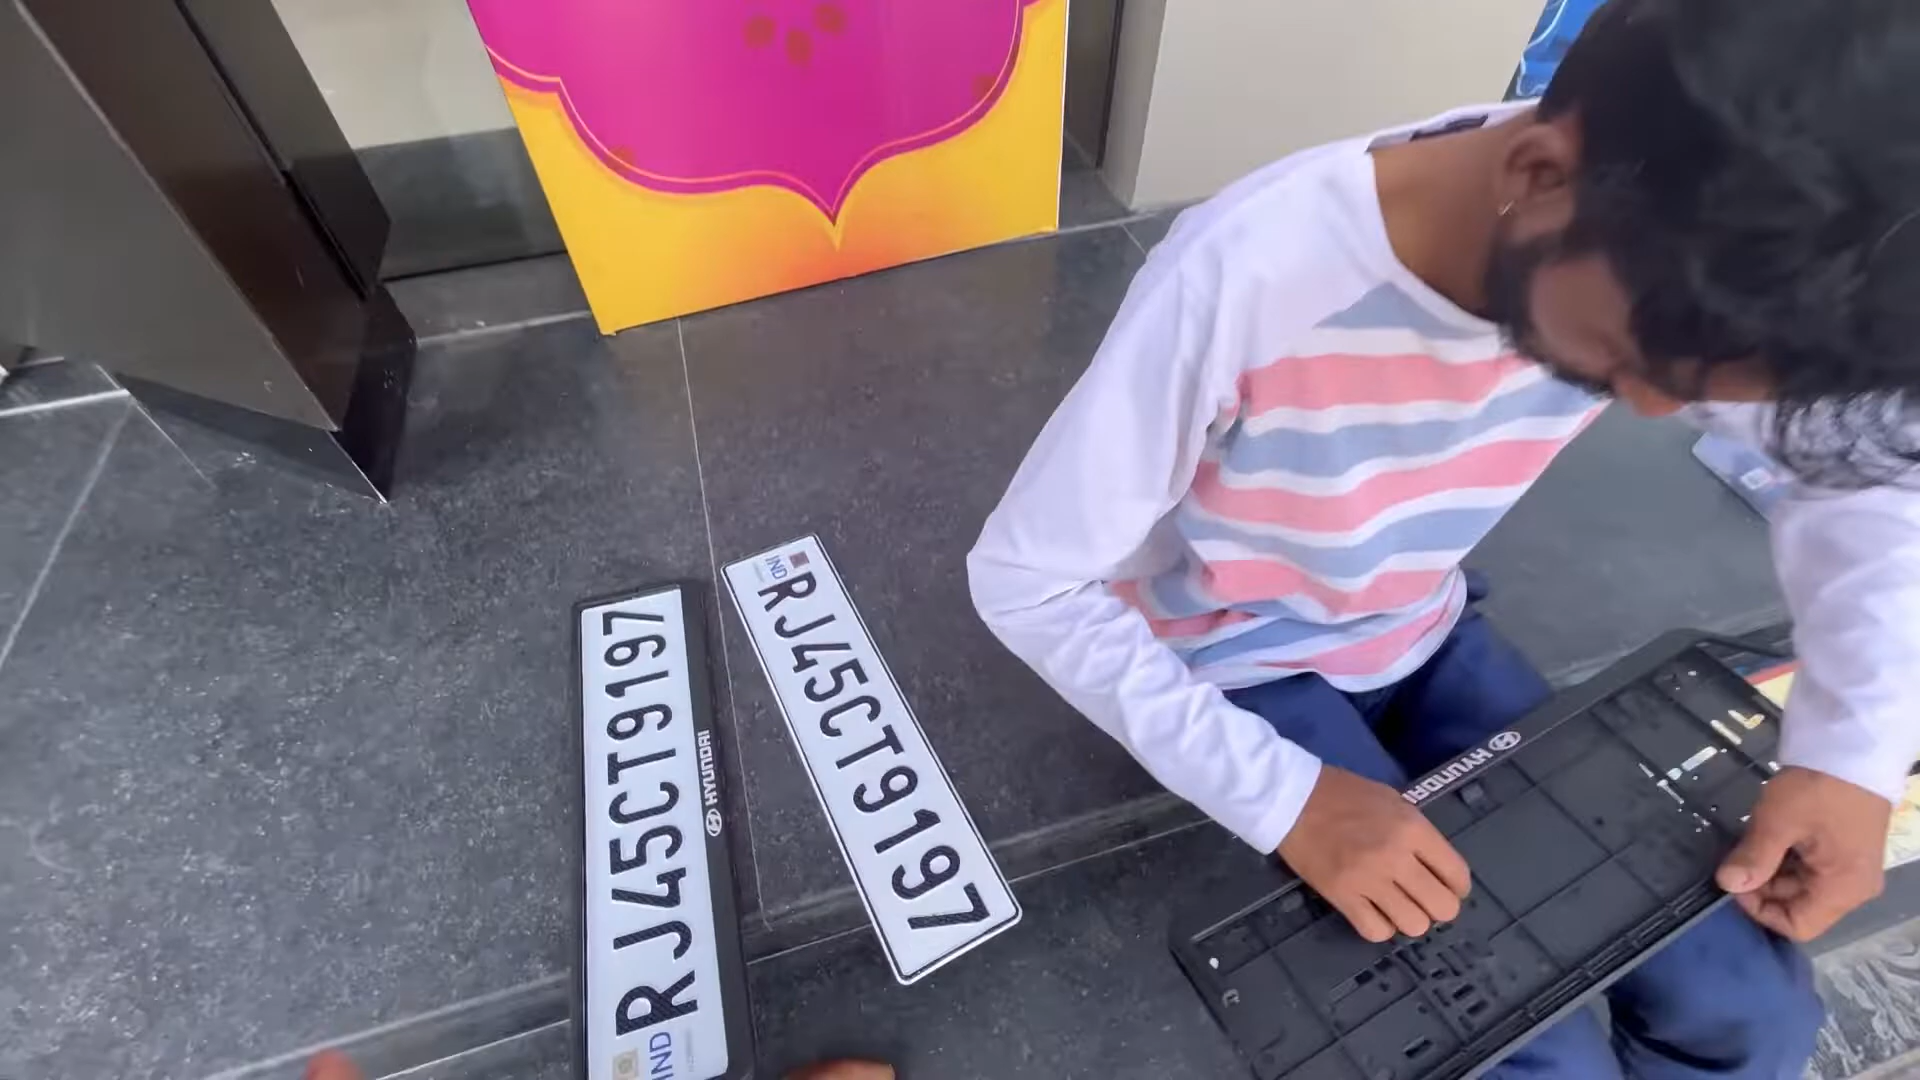 IND
RJ45CT9197
HYUNDAI
IND
RJ45CT9197
HYUNDAI